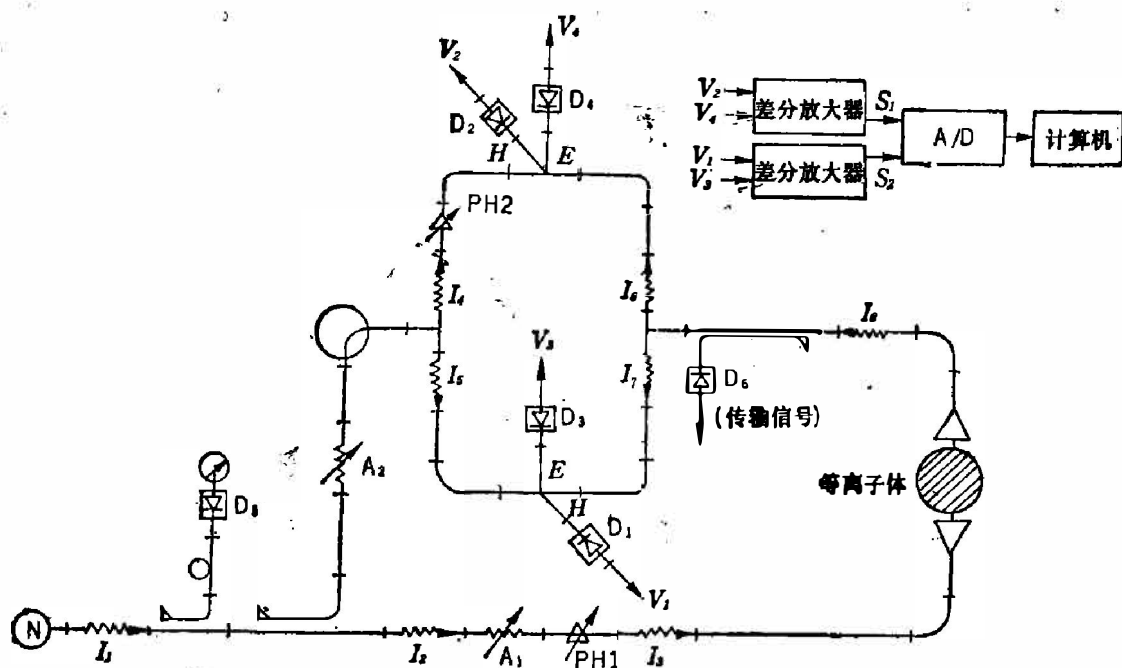 V₄
V₂
D₄
D₂
H
E
V₂
V₄
差分放大器
S₁
V₁
V₃
差分放大器
S₂
A/D
计算机
PH2
I₄
I₆
I₅
I₇
V₃
D₃
E
H
D₁
V₁
D₆
(传输信号)
等离子体
A₂
D₅
N
I₁
I₂
A₁
PH1
I₃